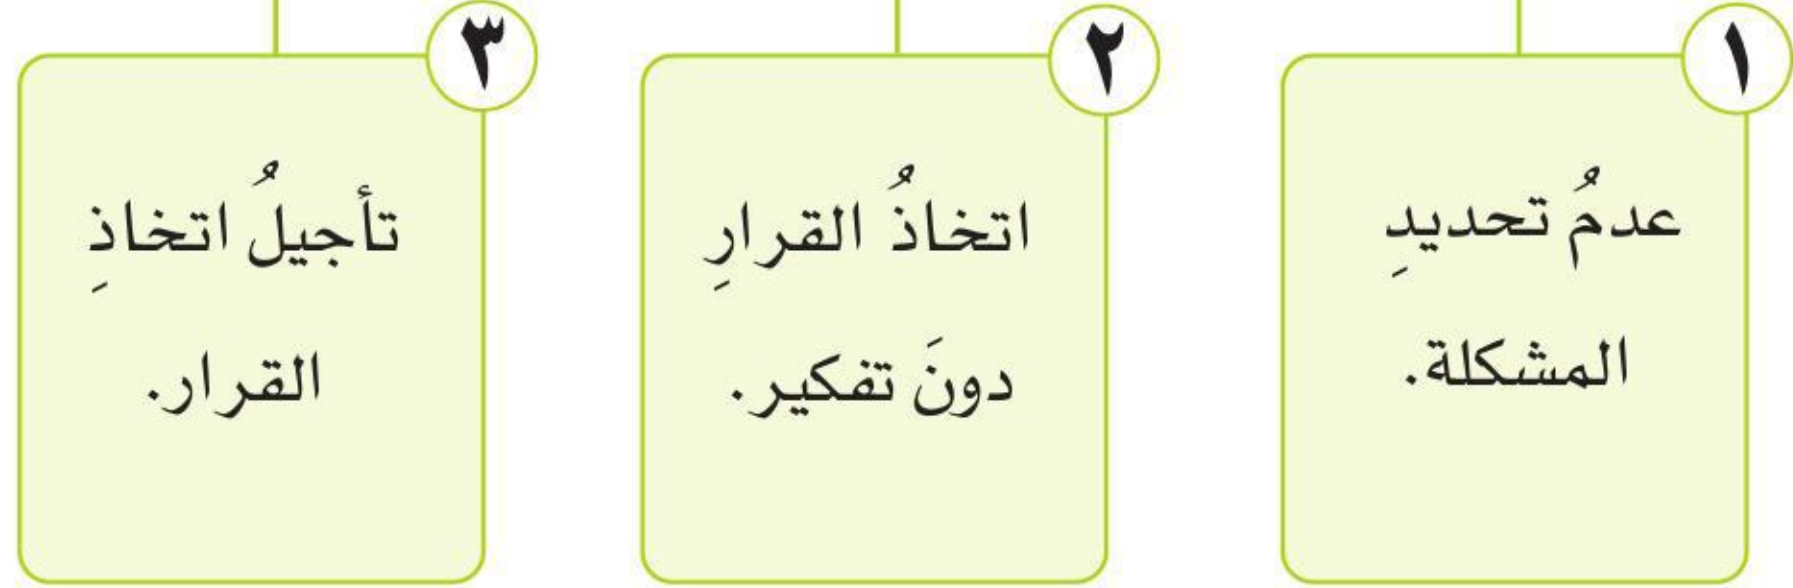 ١
عدمُ تحديدِ
المشكلة.
٢
اتخاذُ القرارِ
دونَ تفكير.
٣
تأجيلُ اتخاذِ
القرار.